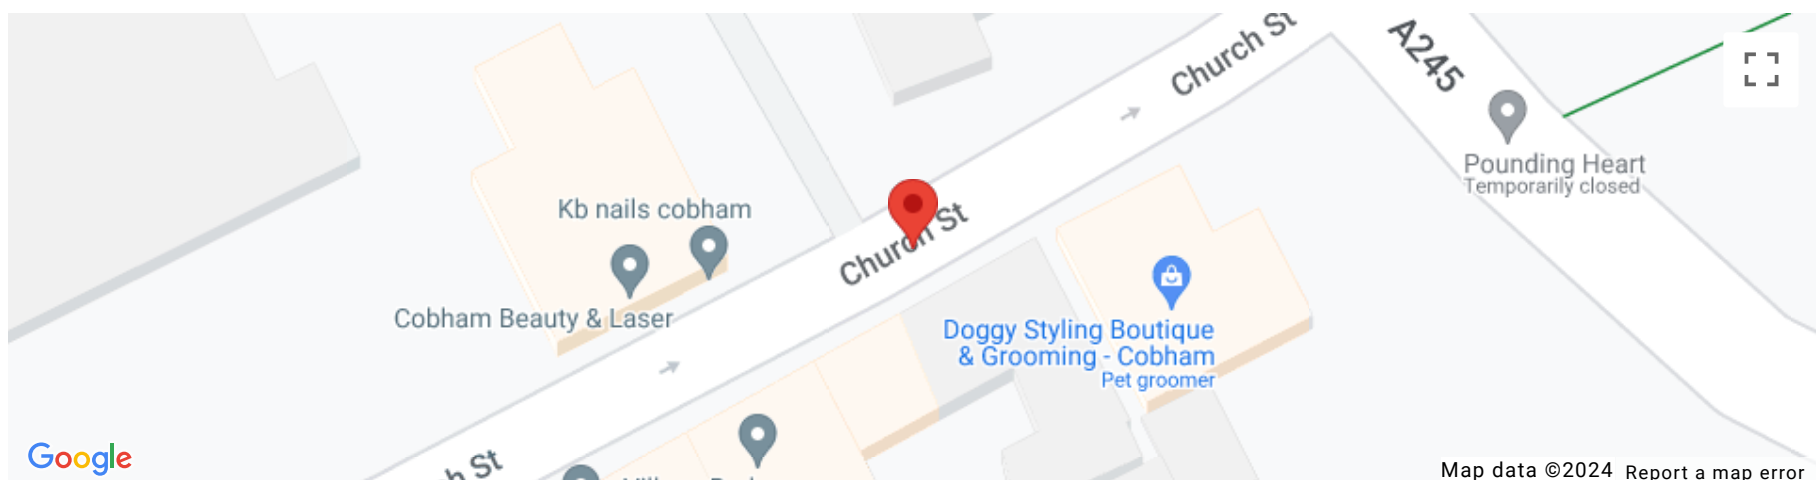 Church St
A245
Pounding Heart
Temporarily closed
Kb nails cobham
Church St
Cobham Beauty & Laser
Doggy Styling Boutique
& Grooming - Cobham
Pet groomer
St
Google
Map data ©2024
Report a map error